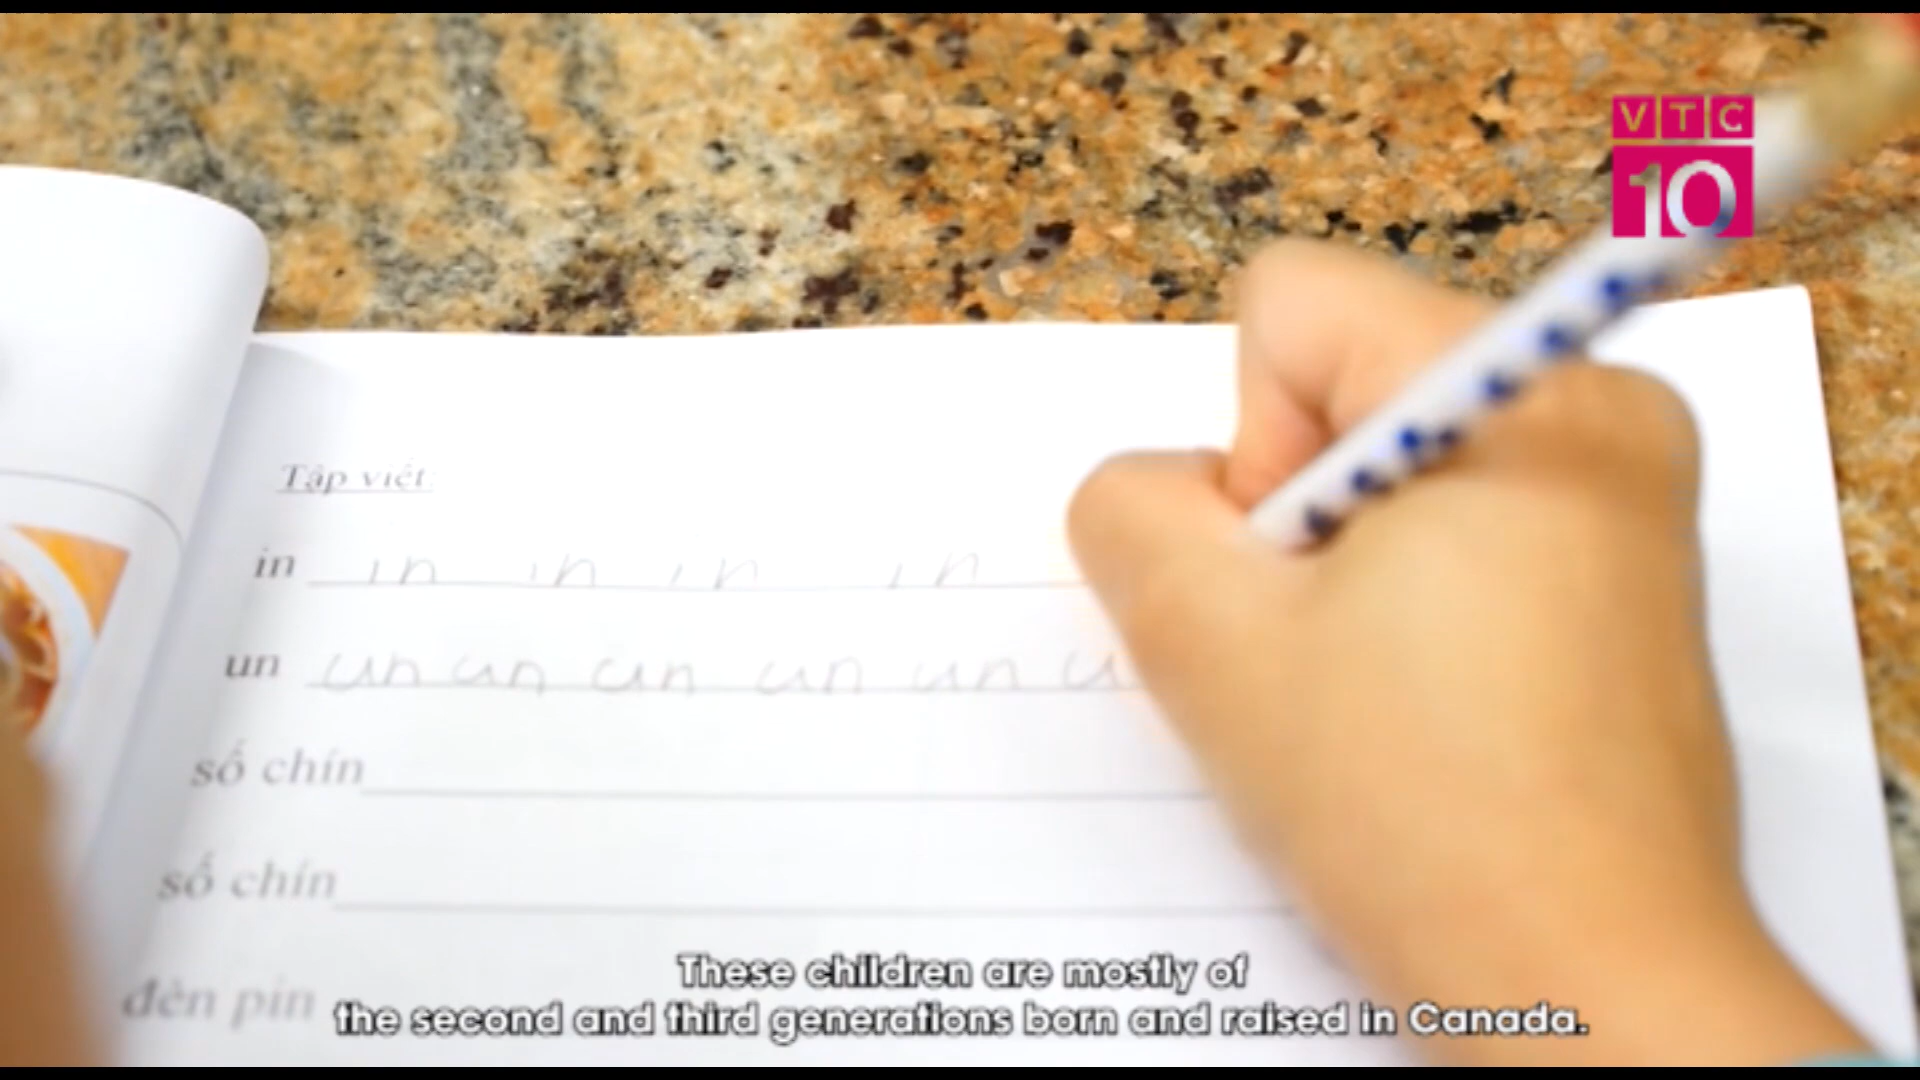 VTC
10
Tập viết:
in in in in in
un un un un un un u
số chín
số chín
đèn pin
These children are mostly of
the second and third generations born and raised in Canada.